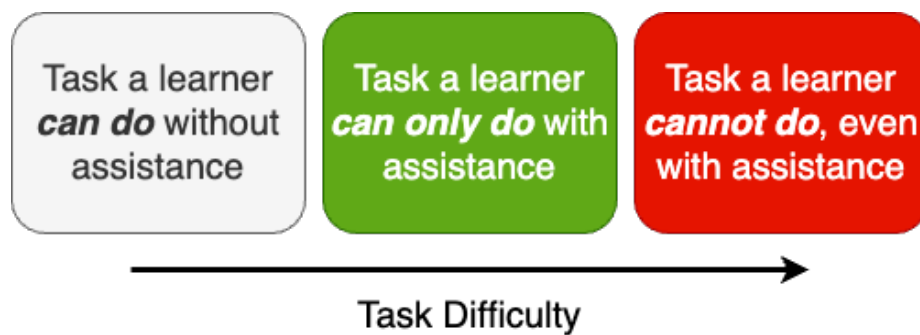 Task a learner
can do without
assistance
Task a learner
can only do with
assistance
Task a learner
cannot do, even
with assistance
Task Difficulty